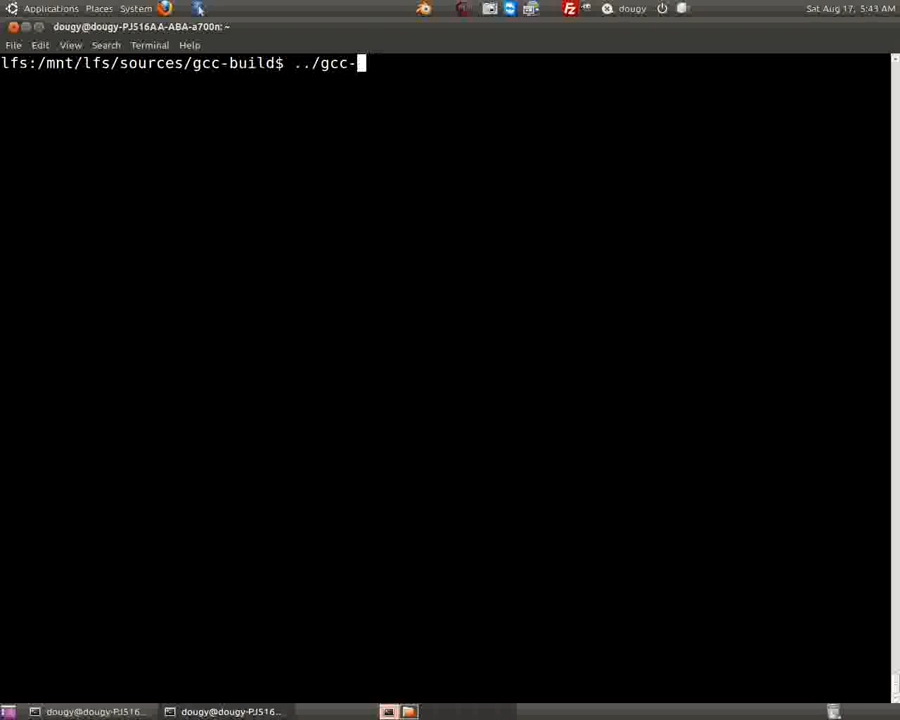 Applications Places System dougy Sat Aug 17, 5:43 AM
dougy@dougy-PJ516AA-ABA-a700n: ~
File Edit View Search Terminal Help
lfs:/mnt/lfs/sources/gcc-build$ ../gcc-
dougy@dougy-PJ516... dougy@dougy-PJ516...